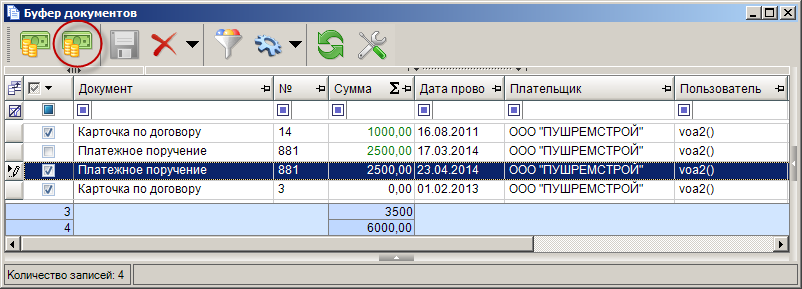 Буфер документов
Документ № Сумма Σ Дата прово Плательщик Пользователь
Карточка по договору 14 1000,00 16.08.2011 ООО "ПУШРЕМСТРОЙ" voa2()
Платежное поручение 881 2500,00 17.03.2014 ООО "ПУШРЕМСТРОЙ" voa2()
Платежное поручение 881 2500,00 23.04.2014 ООО "ПУШРЕМСТРОЙ" voa2()
Карточка по договору 3 0,00 01.02.2013 ООО "ПУШРЕМСТРОЙ" voa2()
3 3500
4 6000,00
Количество записей: 4